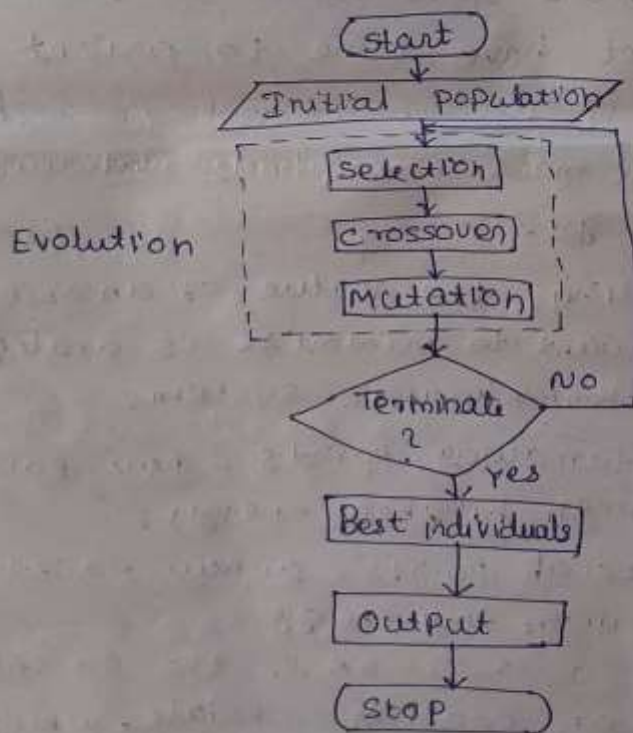 Start
Initial population
Selection
Crossover
Evolution
Mutation
Terminate
?
No
Yes
Best individuals
Output
Stop